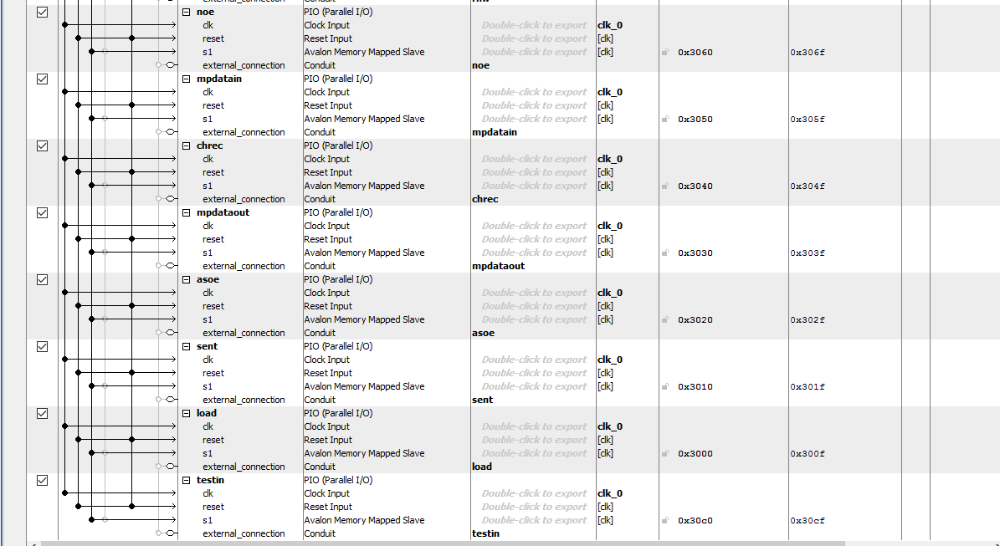 noe PIO (Parallel I/O)
clk Clock Input Double-click to export clk_0
reset Reset Input Double-click to export [clk]
s1 Avalon Memory Mapped Slave Double-click to export [clk] 0x3060 0x306f
external_connection Conduit noe
mpdatain PIO (Parallel I/O)
clk Clock Input Double-click to export clk_0
reset Reset Input Double-click to export [clk]
s1 Avalon Memory Mapped Slave Double-click to export [clk] 0x3050 0x305f
external_connection Conduit mpdatain
chrec PIO (Parallel I/O)
clk Clock Input Double-click to export clk_0
reset Reset Input Double-click to export [clk]
s1 Avalon Memory Mapped Slave Double-click to export [clk] 0x3040 0x304f
external_connection Conduit chrec
mpdataout PIO (Parallel I/O)
clk Clock Input Double-click to export clk_0
reset Reset Input Double-click to export [clk]
s1 Avalon Memory Mapped Slave Double-click to export [clk] 0x3030 0x303f
external_connection Conduit mpdataout
asoe PIO (Parallel I/O)
clk Clock Input Double-click to export clk_0
reset Reset Input Double-click to export [clk]
s1 Avalon Memory Mapped Slave Double-click to export [clk] 0x3020 0x302f
external_connection Conduit asoe
sent PIO (Parallel I/O)
clk Clock Input Double-click to export clk_0
reset Reset Input Double-click to export [clk]
s1 Avalon Memory Mapped Slave Double-click to export [clk] 0x3010 0x301f
external_connection Conduit sent
load PIO (Parallel I/O)
clk Clock Input Double-click to export clk_0
reset Reset Input Double-click to export [clk]
s1 Avalon Memory Mapped Slave Double-click to export [clk] 0x3000 0x300f
external_connection Conduit load
testin PIO (Parallel I/O)
clk Clock Input Double-click to export clk_0
reset Reset Input Double-click to export [clk]
s1 Avalon Memory Mapped Slave Double-click to export [clk] 0x30c0 0x30cf
external_connection Conduit testin